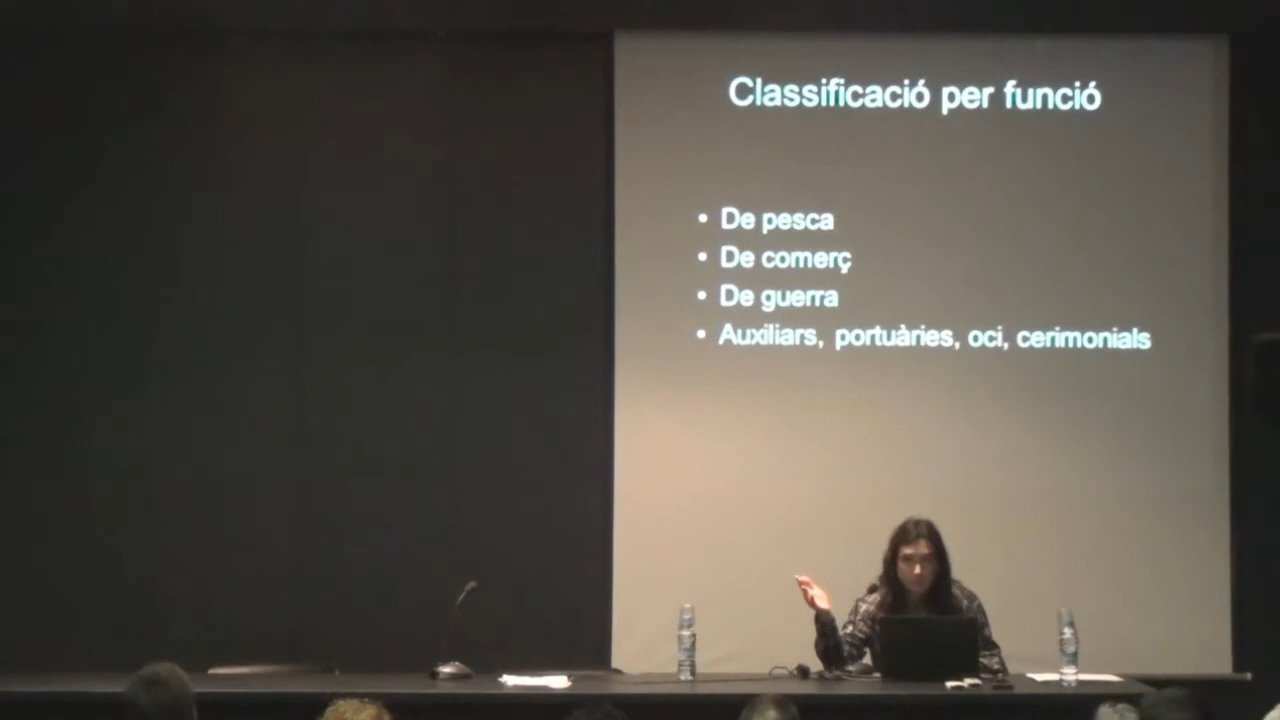 Classificació per funció
• De pesca
• De comerç
• De guerra
• Auxiliars, portuàries, oci, cerimonials